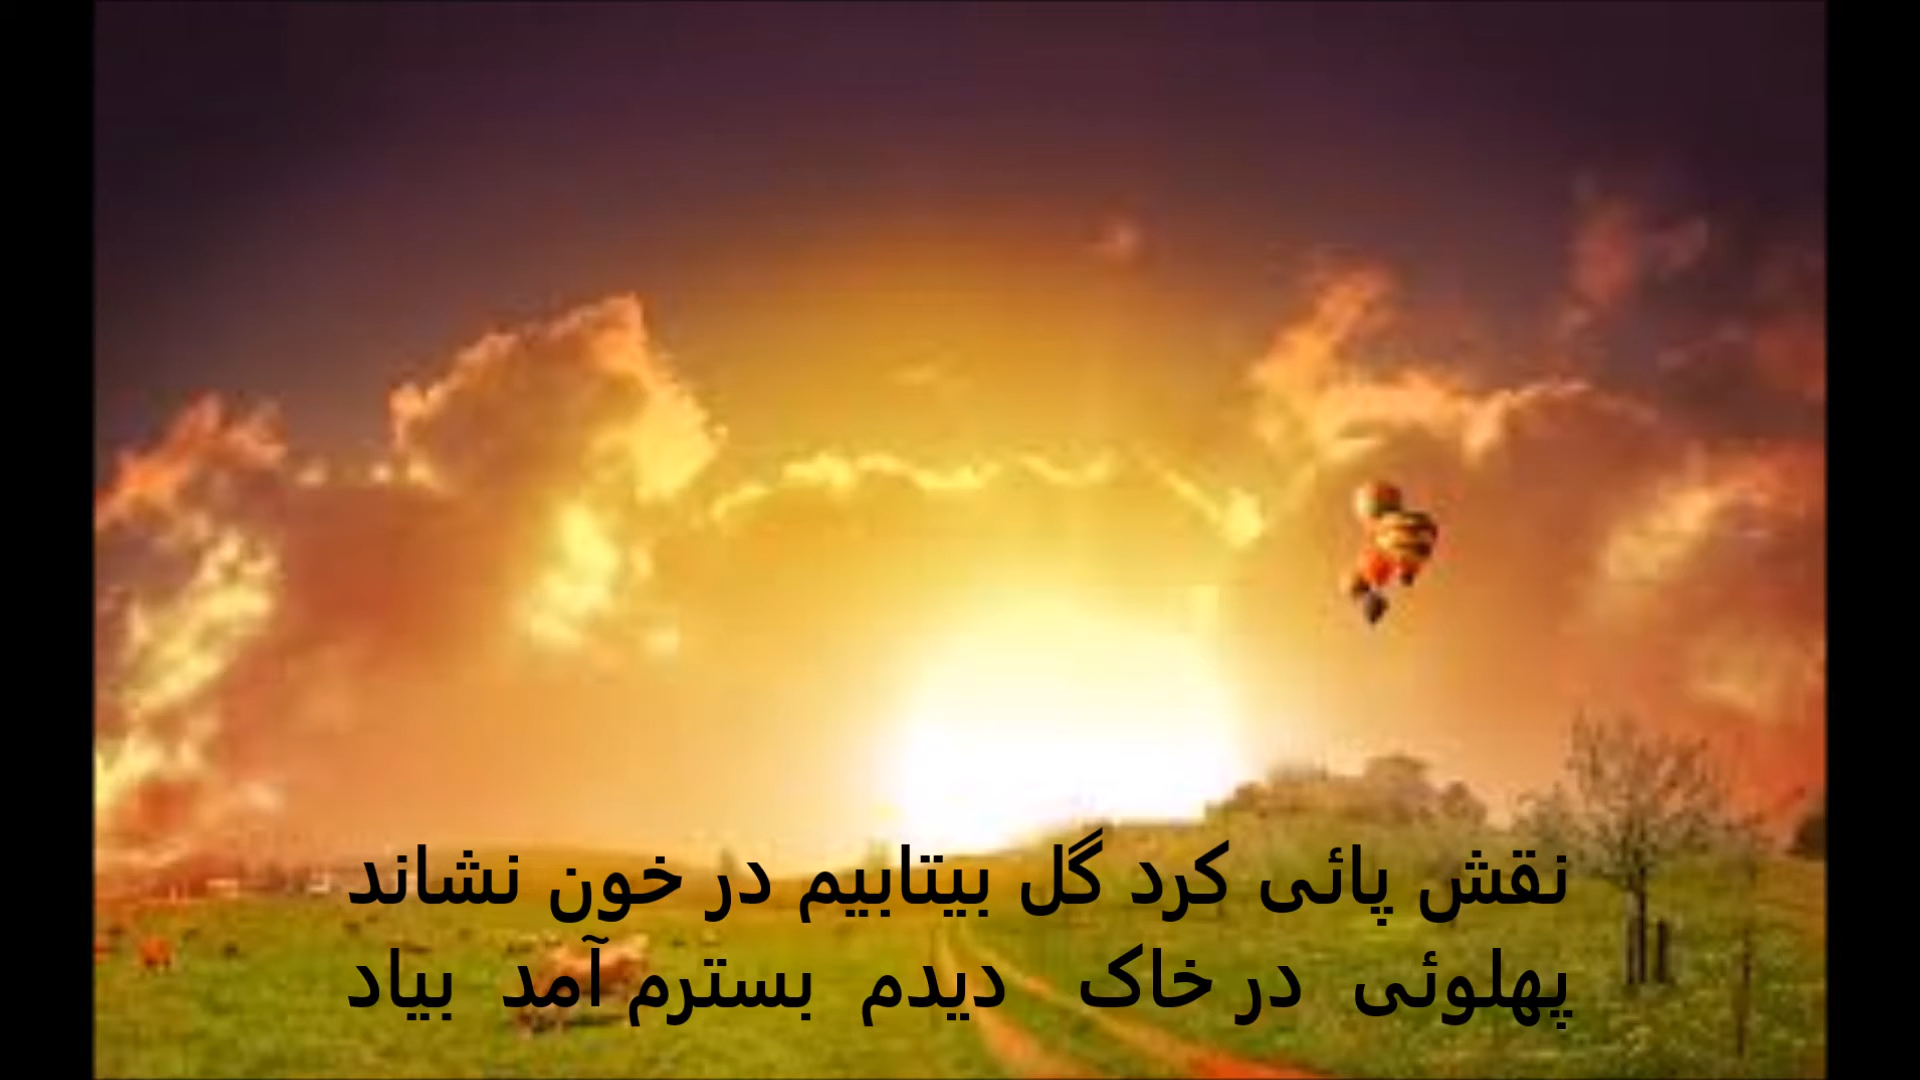 نقش پائی کرد گل بیتابیم در خون نشاند
پهلوئی در خاک دیدم بسترم آمد بیاد